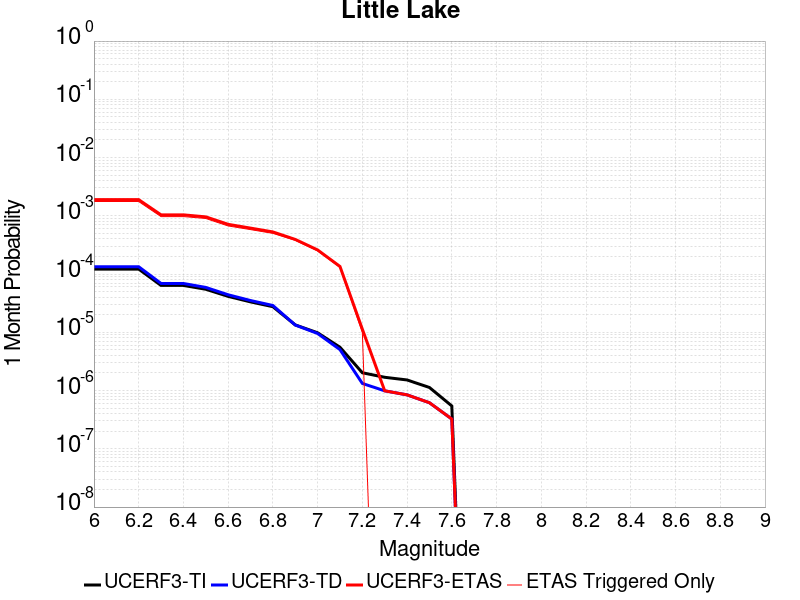 Little Lake
10 0
10 -1
10 -2
10 -3
10 -4
10 -5
10 -6
10 -7
10 -8
1 Month Probability
6 6.2 6.4 6.6 6.8 7 7.2 7.4 7.6 7.8 8 8.2 8.4 8.6 8.8 9
Magnitude
UCERF3-TI UCERF3-TD UCERF3-ETAS ETAS Triggered Only